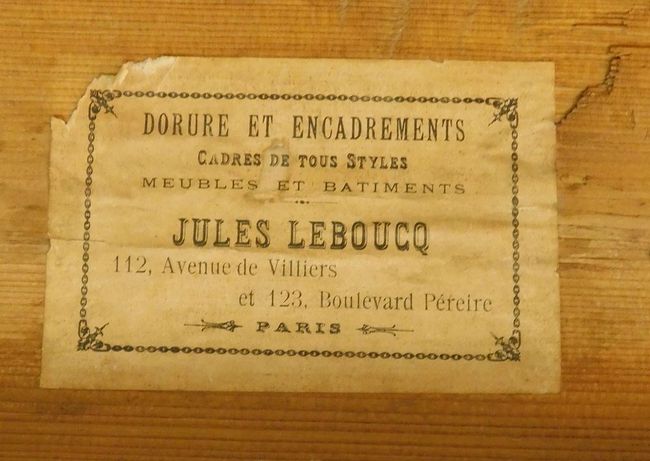 DORURE ET ENCADREMENTS
CADRES DE TOUS STYLES
MEUBLES ET BATIMENTS
JULES LEBOUCQ
112, Avenue de Villiers
et 123, Boulevard Péreire
PARIS